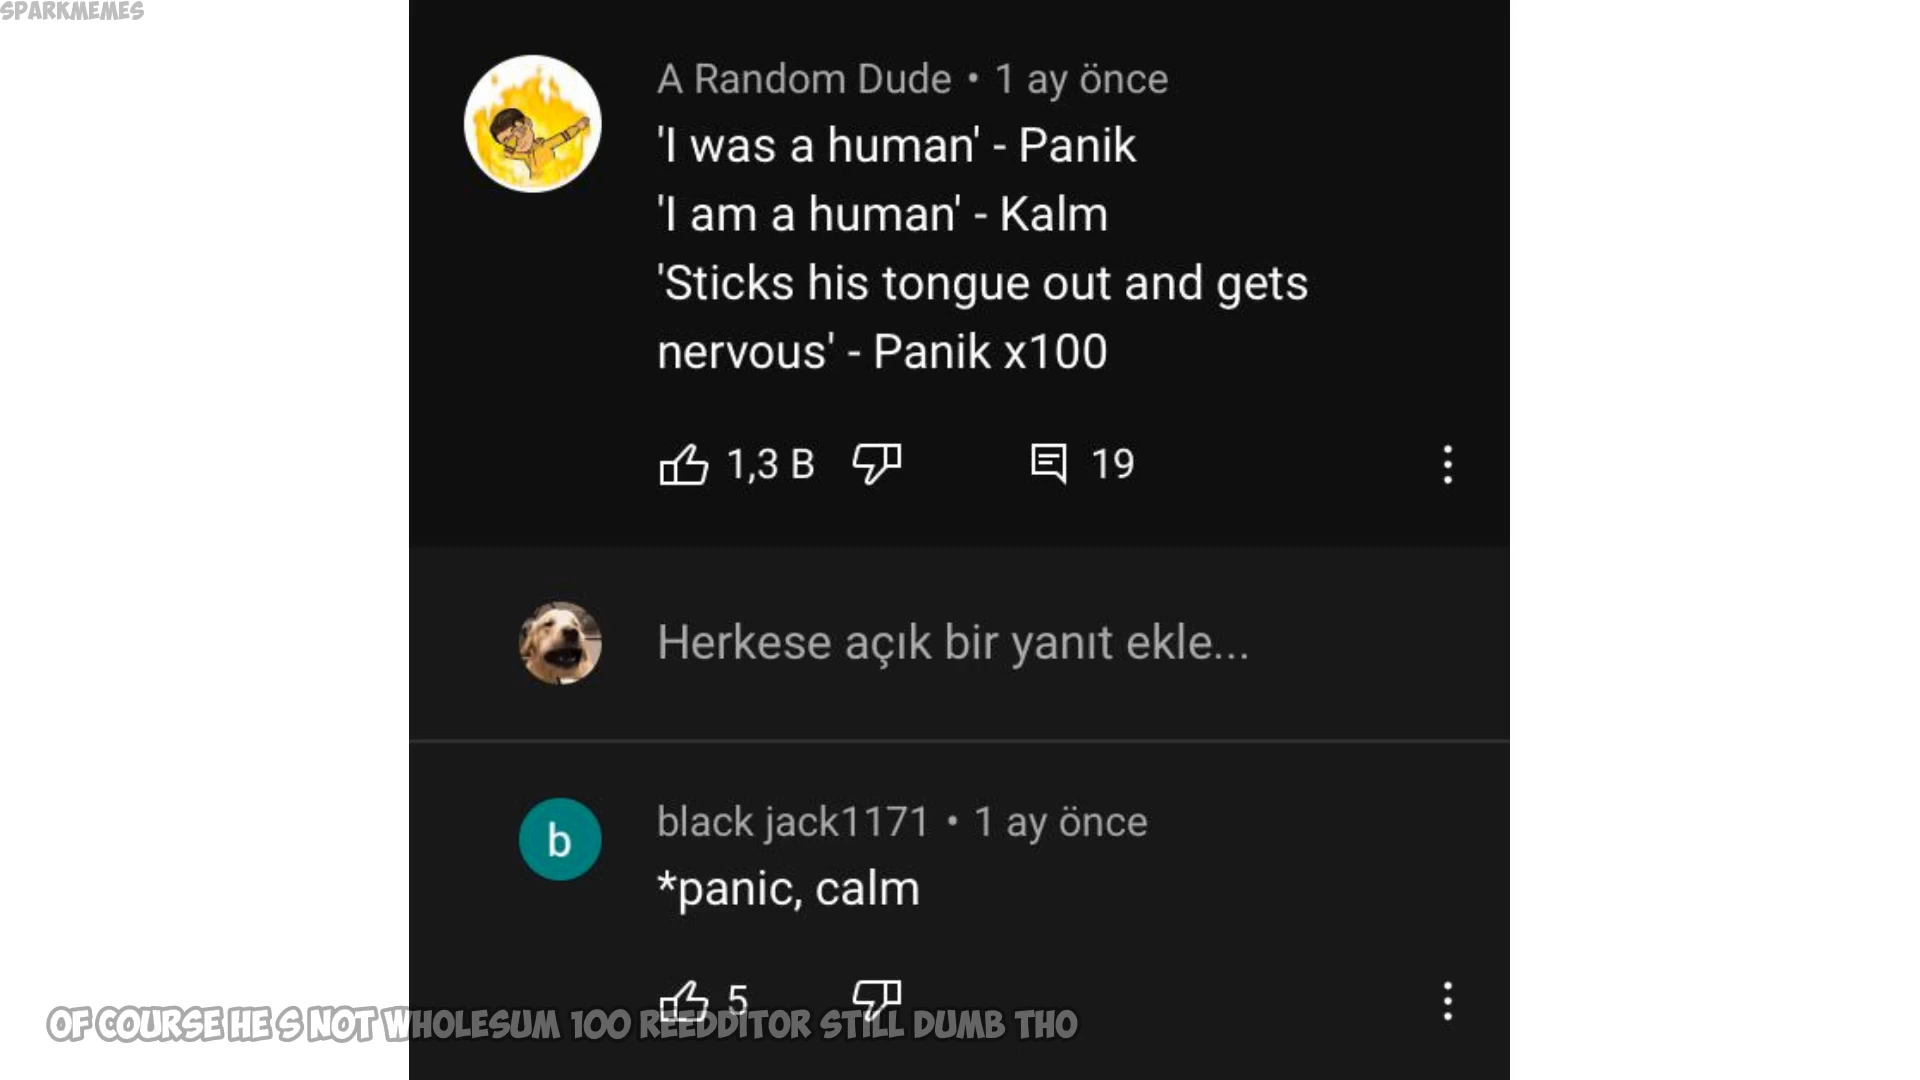 SPARKMEMES
A Random Dude • 1 ay önce
'I was a human' - Panik
'I am a human' - Kalm
'Sticks his tongue out and gets
nervous' - Panik x100
1,3 B 19
Herkese açık bir yanıt ekle...
b
black jack1171 • 1 ay önce
*panic, calm
5
OF COURSE HE S NOT WHOLESUM 100 REEDDITOR STILL DUMB THO